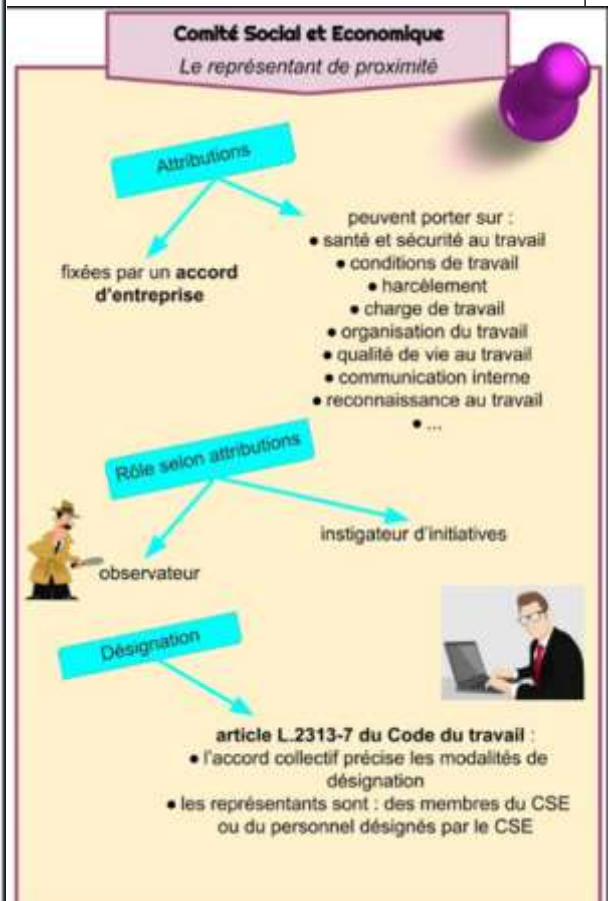 Comité Social et Economique
Le représentant de proximité
Attributions
fixées par un accord
d'entreprise
peuvent porter sur :
● santé et sécurité au travail
● conditions de travail
● harcèlement
● charge de travail
● organisation du travail
● qualité de vie au travail
● communication interne
● reconnaissance au travail
● ...
Rôle selon attributions
observateur
instigateur d'initiatives
Désignation
article L.2313-7 du Code du travail :
● l'accord collectif précise les modalités de
désignation
● les représentants sont : des membres du CSE
ou du personnel désignés par le CSE